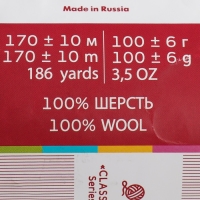 Made in Russia
170 ± 10 м 100 ± 6 г
170 ± 10 m 100 ± 6 g
186 yards 3,5 OZ
100% ШЕРСТЬ
100% WOOL
«CLASS
Series